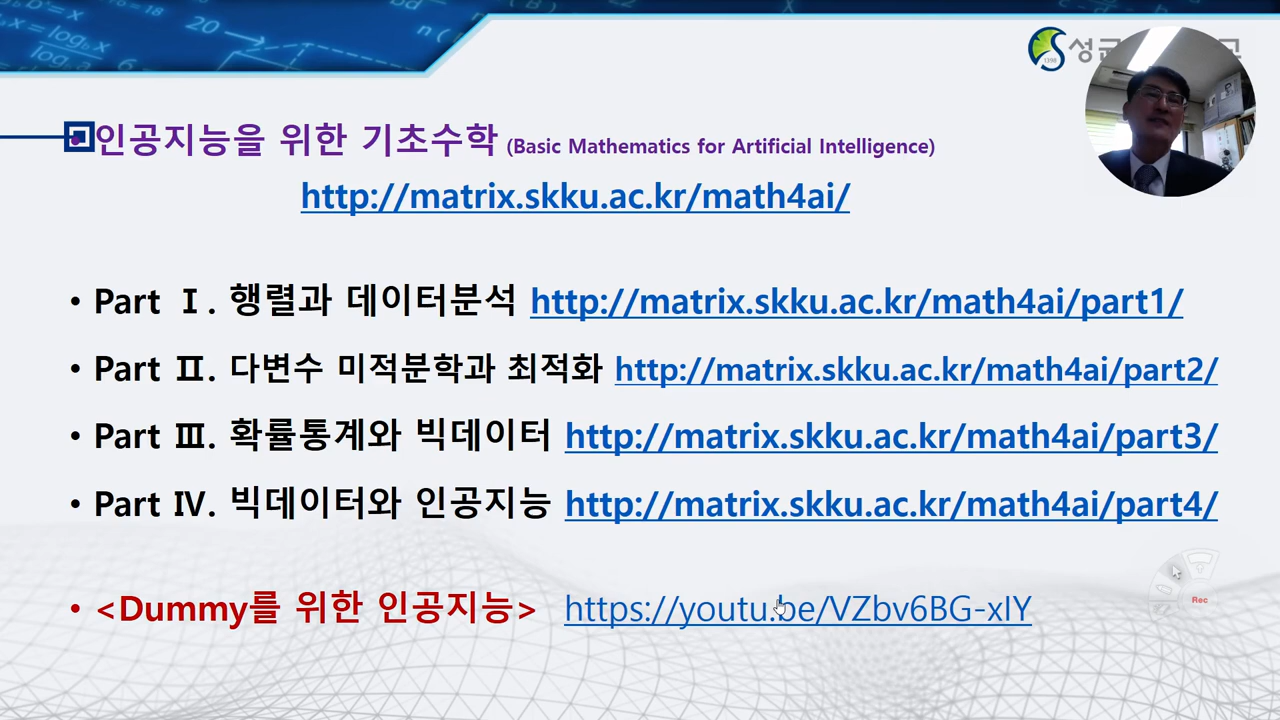 인공지능을 위한 기초수학 (Basic Mathematics for Artificial Intelligence)
http://matrix.skku.ac.kr/math4ai/
• Part Ⅰ. 행렬과 데이터분석 http://matrix.skku.ac.kr/math4ai/part1/
• Part Ⅱ. 다변수 미적분학과 최적화 http://matrix.skku.ac.kr/math4ai/part2/
• Part Ⅲ. 확률통계와 빅데이터 http://matrix.skku.ac.kr/math4ai/part3/
• Part Ⅳ. 빅데이터와 인공지능 http://matrix.skku.ac.kr/math4ai/part4/
• <Dummy를 위한 인공지능> https://youtu.be/VZbv6BG-xIY
Rec